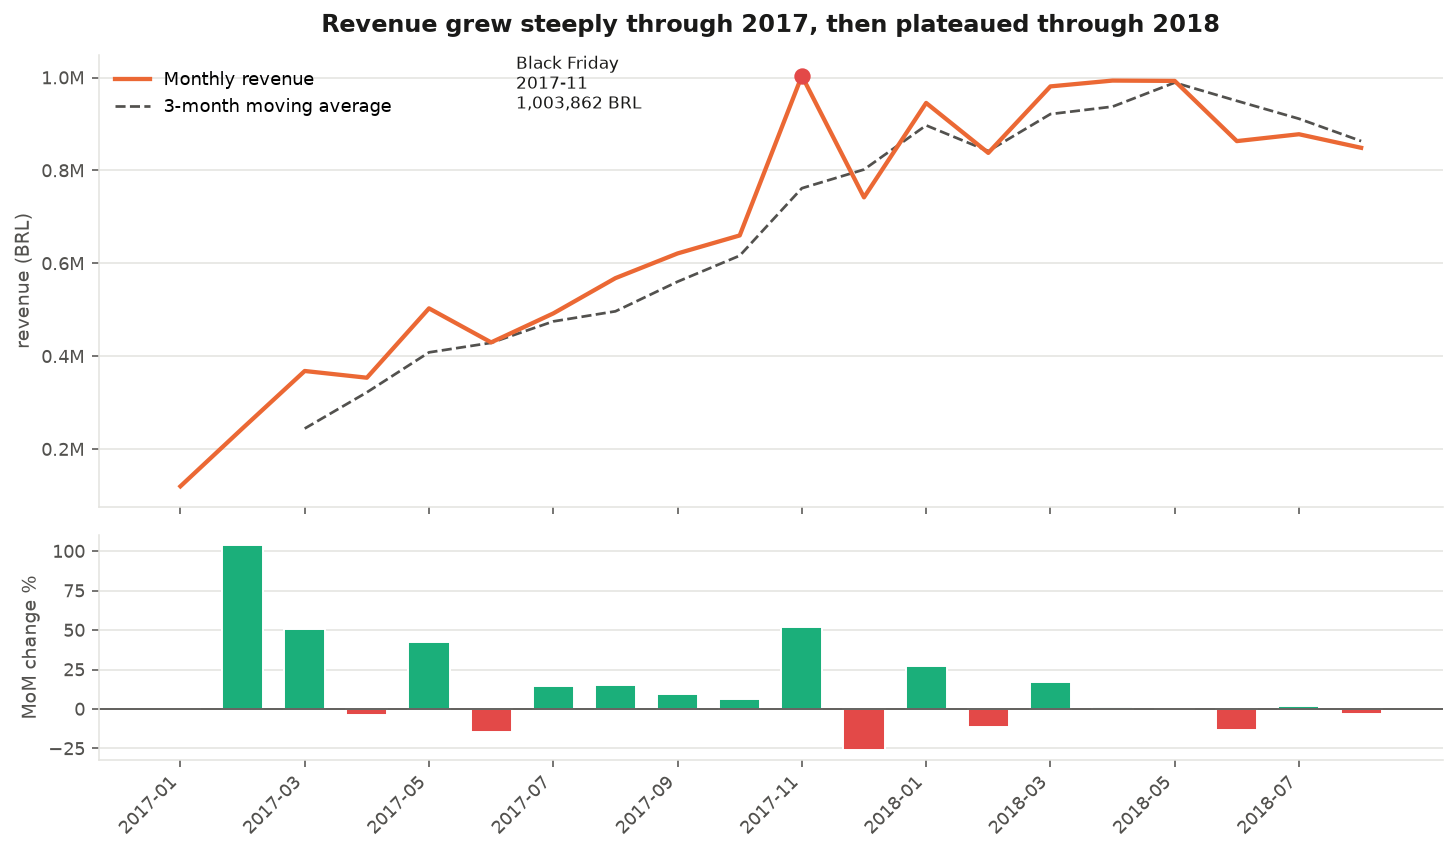 Revenue grew steeply through 2017, then plateaued through 2018
Monthly revenue
3-month moving average
Black Friday
2017-11
1,003,862 BRL
revenue (BRL)
1.0M
0.8M
0.6M
0.4M
0.2M
MoM change %
100
75
50
25
0
−25
2017-01
2017-03
2017-05
2017-07
2017-09
2017-11
2018-01
2018-03
2018-05
2018-07